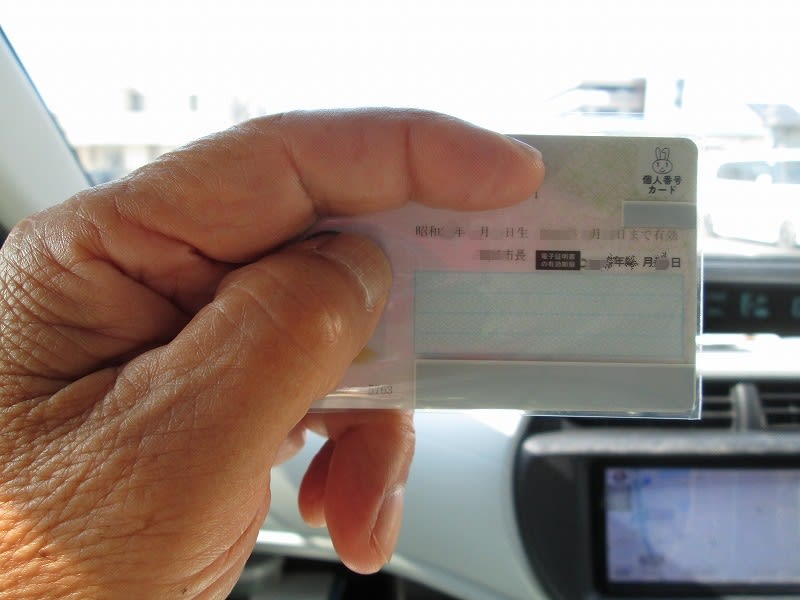 個人番号
カード
昭和 年 月 日生 月 日まで有効
市長 電子証明書
の有効期限 年 月 日
5763